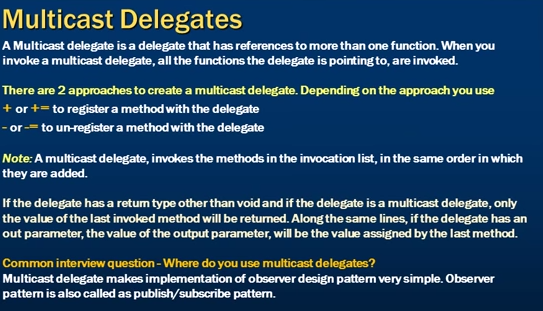 Multicast Delegates
A Multicast delegate is a delegate that has references to more than one function. When you
invoke a multicast delegate, all the functions the delegate is pointing to, are invoked.
There are 2 approaches to create a multicast delegate. Depending on the approach you use
+ or += to register a method with the delegate
- or -= to un-register a method with the delegate
Note: A multicast delegate, invokes the methods in the invocation list, in the same order in which
they are added.
If the delegate has a return type other than void and if the delegate is a multicast delegate, only
the value of the last invoked method will be returned. Along the same lines, if the delegate has an
out parameter, the value of the output parameter, will be the value assigned by the last method.
Common interview question - Where do you use multicast delegates?
Multicast delegate makes implementation of observer design pattern very simple. Observer
pattern is also called as publish/subscribe pattern.